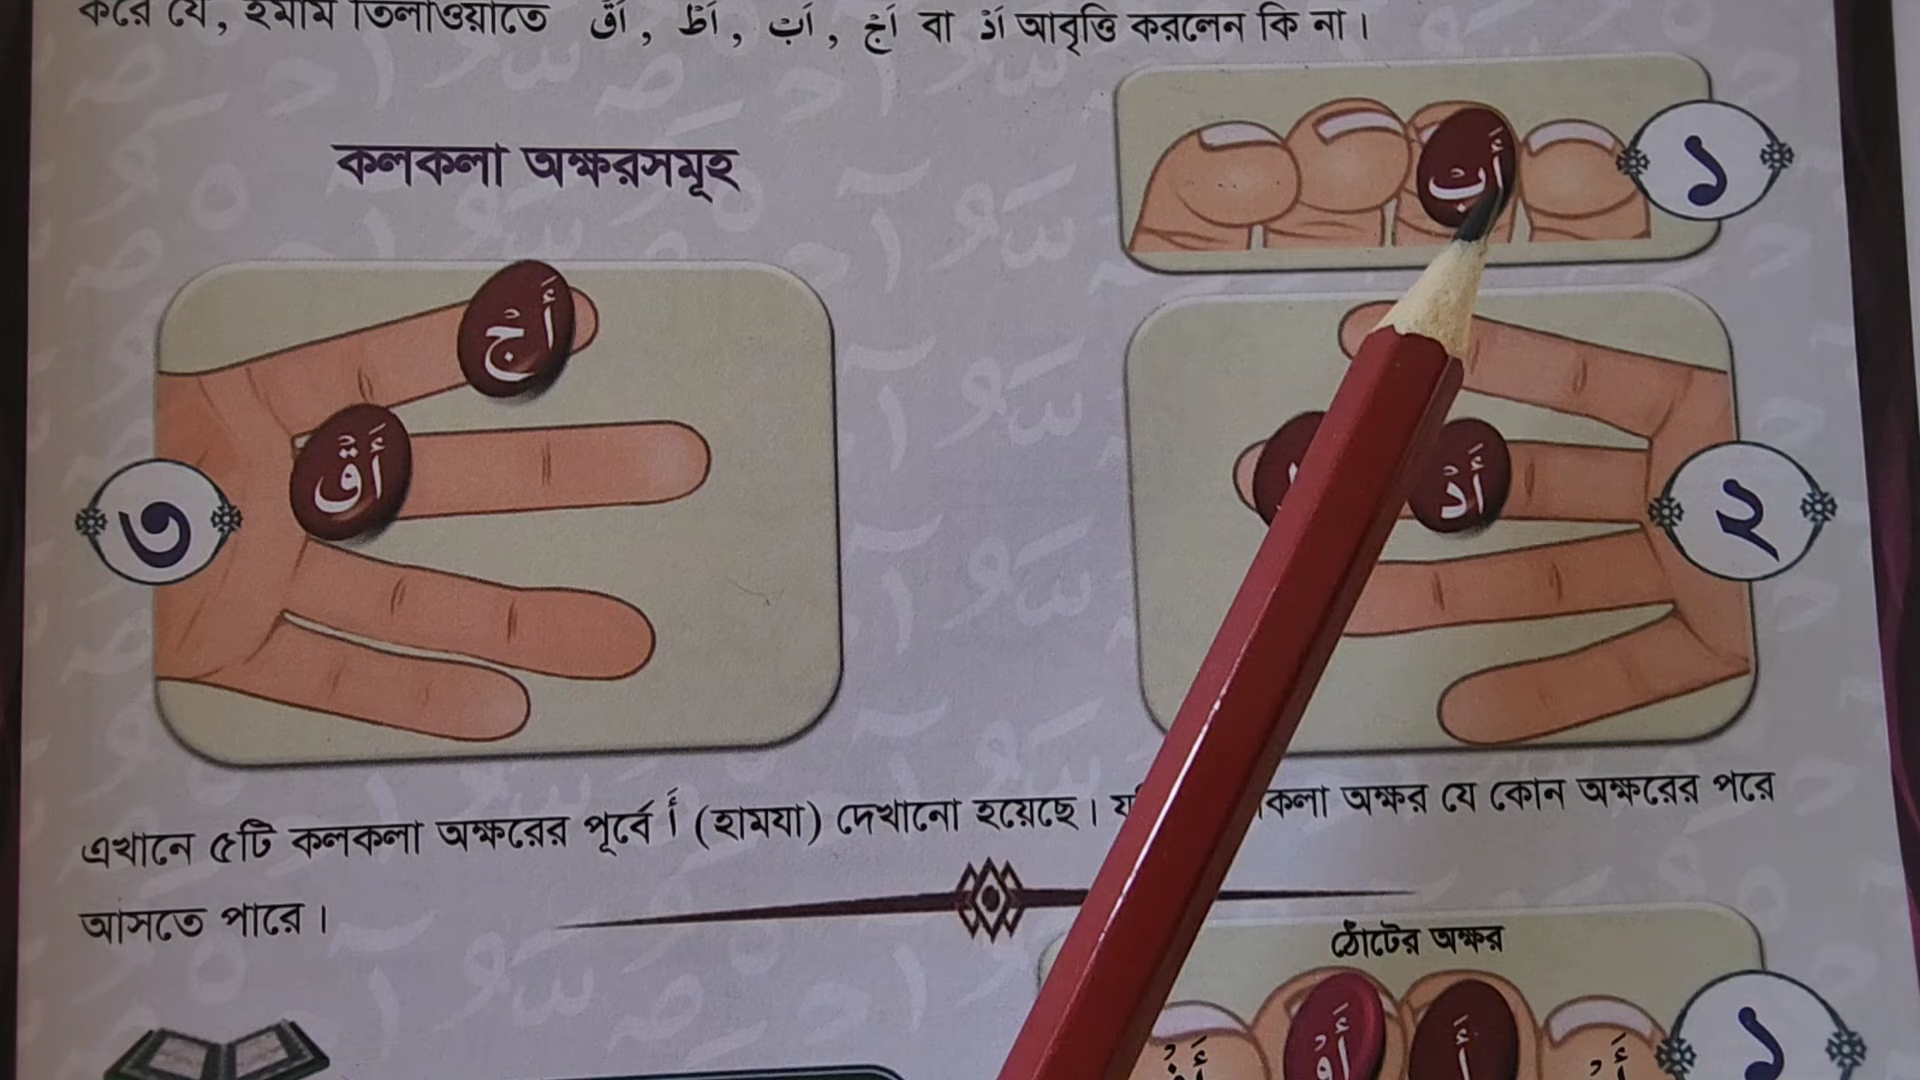 করে যে, ইমাম তিলাওয়াতে اَقْ , اَطْ , اَبْ , اَجْ বা اَدْ আবৃত্তি করলেন কি না।
কলকলা অক্ষরসমূহ
أَبْ
১
أَجْ
أَقْ
أَدْ
৩
২
এখানে ৫টি কলকলা অক্ষরের পূর্বে أَ (হামযা) দেখানো হয়েছে। কলা অক্ষর যে কোন অক্ষরের পরে
আসতে পারে।
ঠোঁটের অক্ষর
১